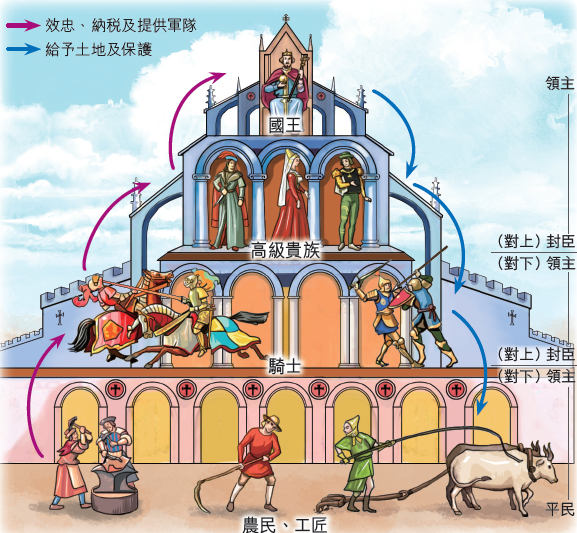 效忠、納稅及提供軍隊
給予土地及保護
領主
國王
高級貴族
(對上) 封臣
(對下) 領主
騎士
(對上) 封臣
(對下) 領主
平民
農民、工匠